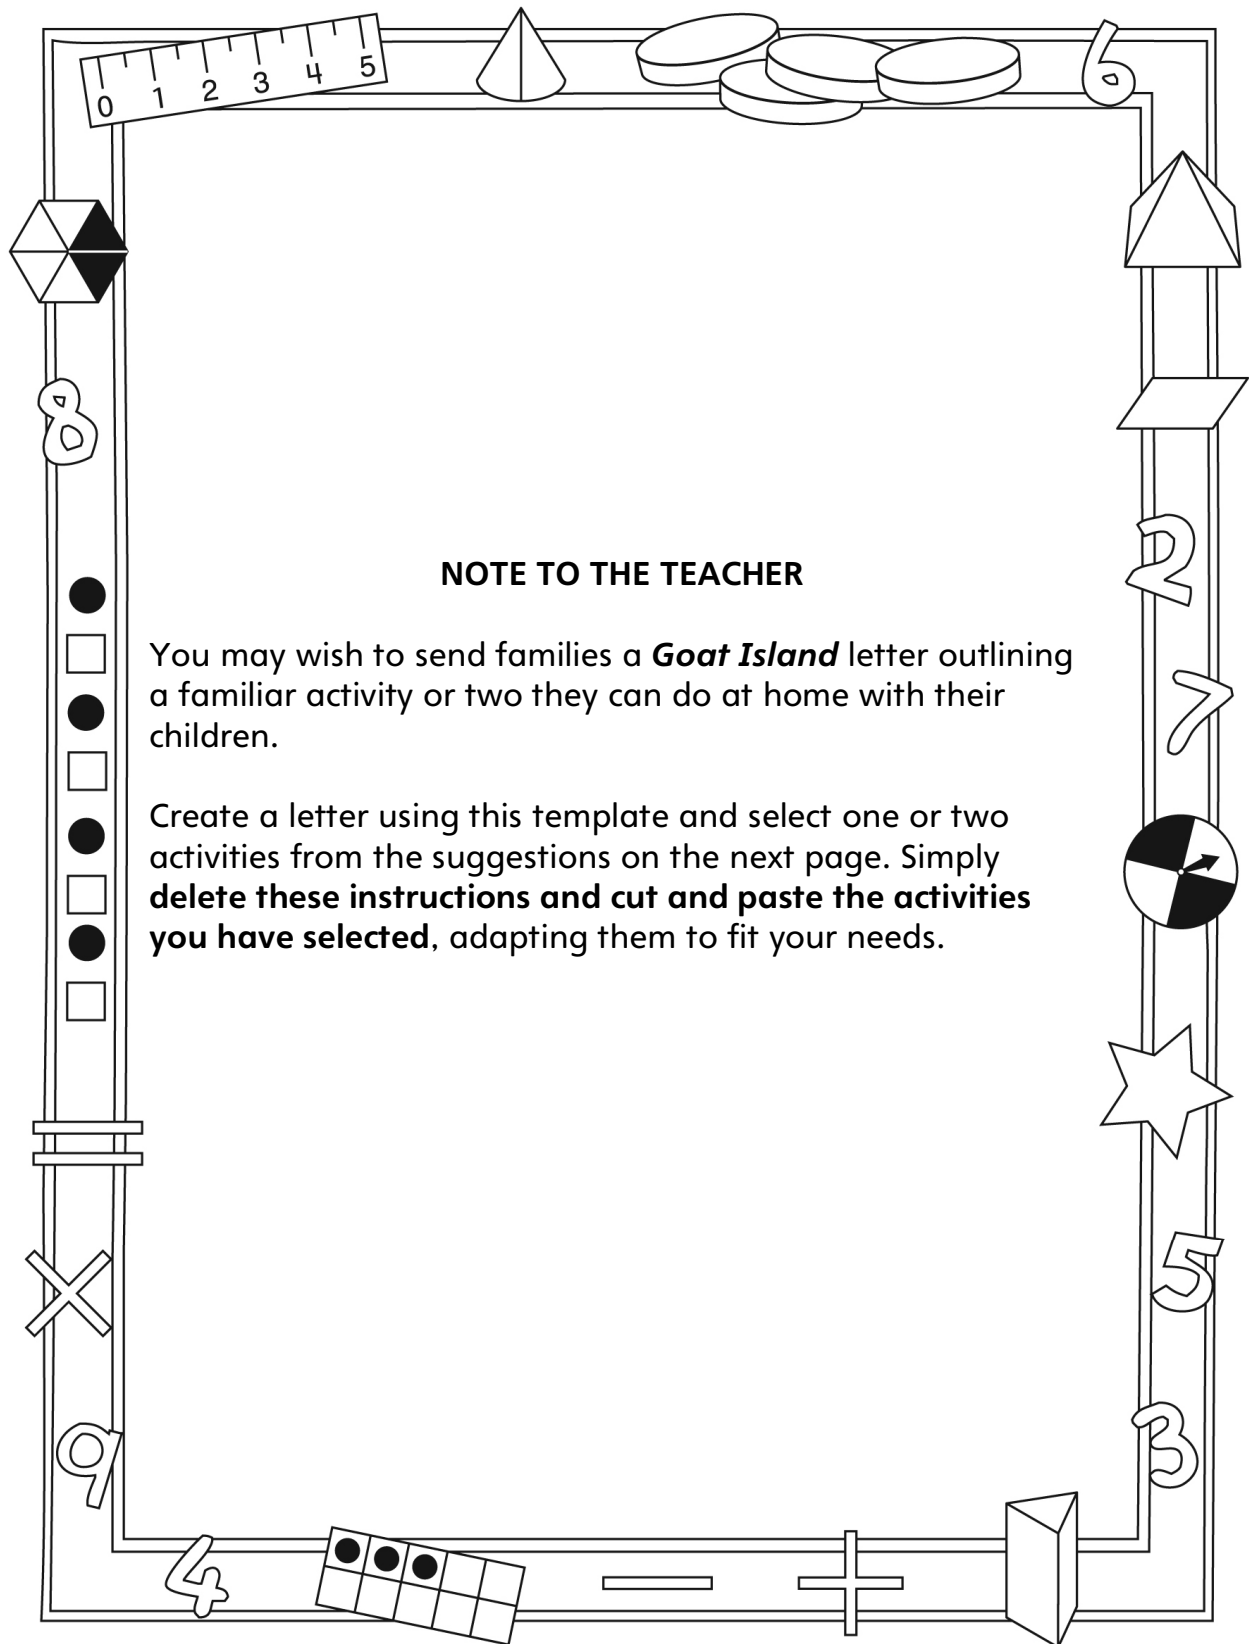 0 1 2 3 4 5
6
8
NOTE TO THE TEACHER
You may wish to send families a Goat Island letter outlining
a familiar activity or two they can do at home with their
children.
Create a letter using this template and select one or two
activities from the suggestions on the next page. Simply
delete these instructions and cut and paste the activities
you have selected, adapting them to fit your needs.
2
7
=
×
5
9
3
4
− +